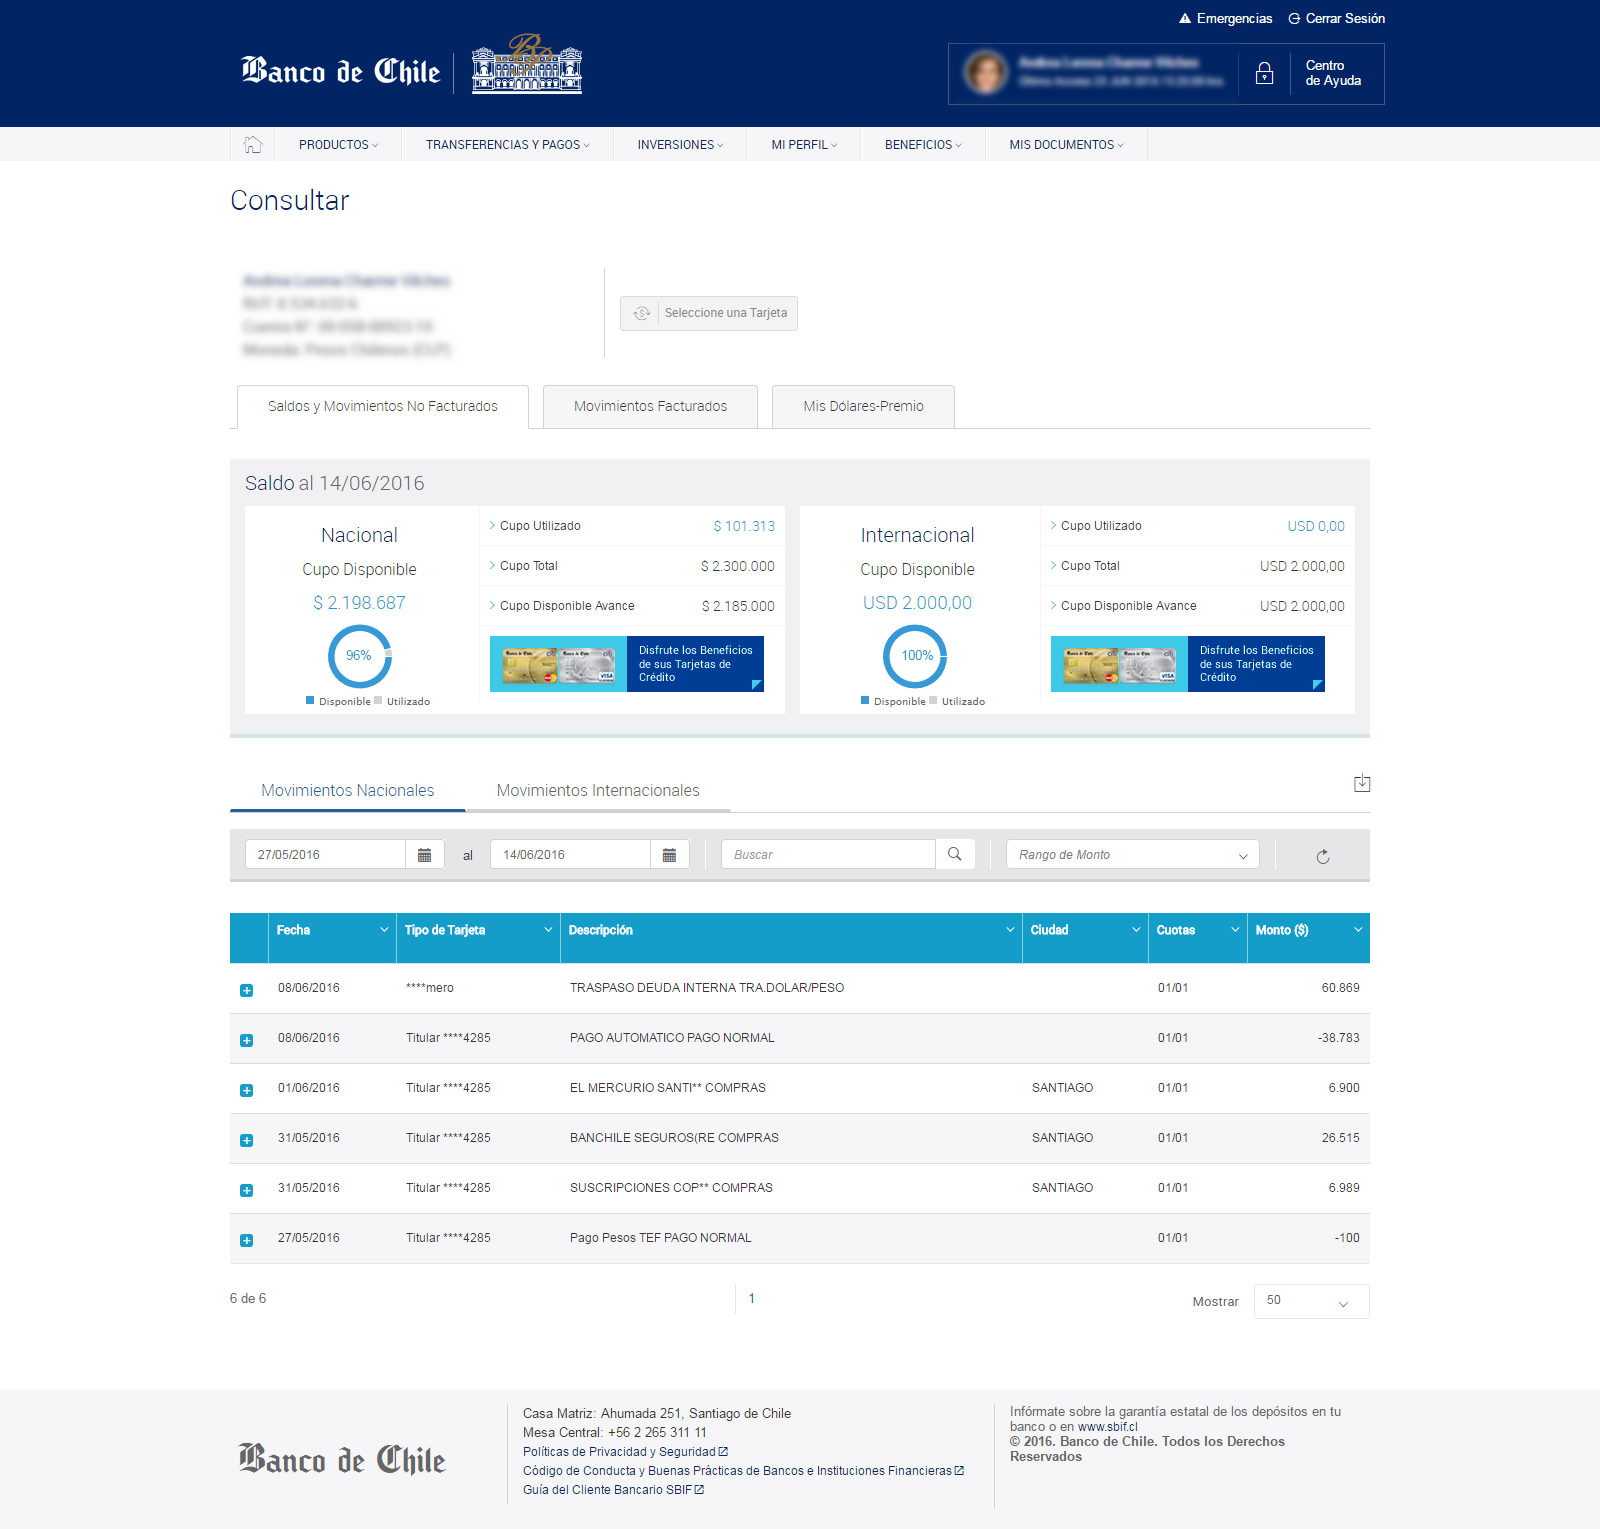 Emergencias Cerrar Sesión
Banco de Chile
Centro
de Ayuda
PRODUCTOS TRANSFERENCIAS Y PAGOS INVERSIONES MI PERFIL BENEFICIOS MIS DOCUMENTOS
Consultar
Seleccione una Tarjeta
Saldos y Movimientos No Facturados Movimientos Facturados Mis Dólares-Premio
Saldo al 14/06/2016
Nacional
Cupo Disponible
$ 2.198.687
96%
Disponible Utilizado
Cupo Utilizado $ 101.313
Cupo Total $ 2.300.000
Cupo Disponible Avance $ 2.185.000
Disfrute los Beneficios
de sus Tarjetas de
Crédito
Internacional
Cupo Disponible
USD 2.000,00
100%
Disponible Utilizado
Cupo Utilizado USD 0,00
Cupo Total USD 2.000,00
Cupo Disponible Avance USD 2.000,00
Disfrute los Beneficios
de sus Tarjetas de
Crédito
Movimientos Nacionales Movimientos Internacionales
27/05/2016 al 14/06/2016 Buscar Rango de Monto
Fecha Tipo de Tarjeta Descripción Ciudad Cuotas Monto ($)
08/06/2016 ****mero TRASPASO DEUDA INTERNA TRA.DOLAR/PESO 01/01 60.869
08/06/2016 Titular ****4285 PAGO AUTOMATICO PAGO NORMAL 01/01 -38.783
01/06/2016 Titular ****4285 EL MERCURIO SANTI** COMPRAS SANTIAGO 01/01 6.900
31/05/2016 Titular ****4285 BANCHILE SEGUROS(RE COMPRAS SANTIAGO 01/01 26.515
31/05/2016 Titular ****4285 SUSCRIPCIONES COP** COMPRAS SANTIAGO 01/01 6.989
27/05/2016 Titular ****4285 Pago Pesos TEF PAGO NORMAL 01/01 -100
6 de 6 1 Mostrar 50
Banco de Chile
Casa Matriz: Ahumada 251, Santiago de Chile
Mesa Central: +56 2 265 311 11
Políticas de Privacidad y Seguridad
Código de Conducta y Buenas Prácticas de Bancos e Instituciones Financieras
Guía del Cliente Bancario SBIF
Infórmate sobre la garantía estatal de los depósitos en tu
banco o en www.sbif.cl
© 2016. Banco de Chile. Todos los Derechos
Reservados